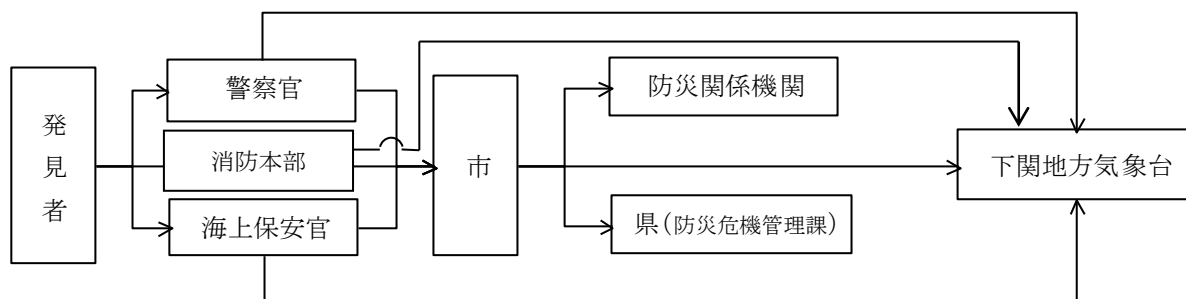 発見者
警察官
消防本部
海上保安官
市
防災関係機関
県(防災危機管理課)
下関地方気象台